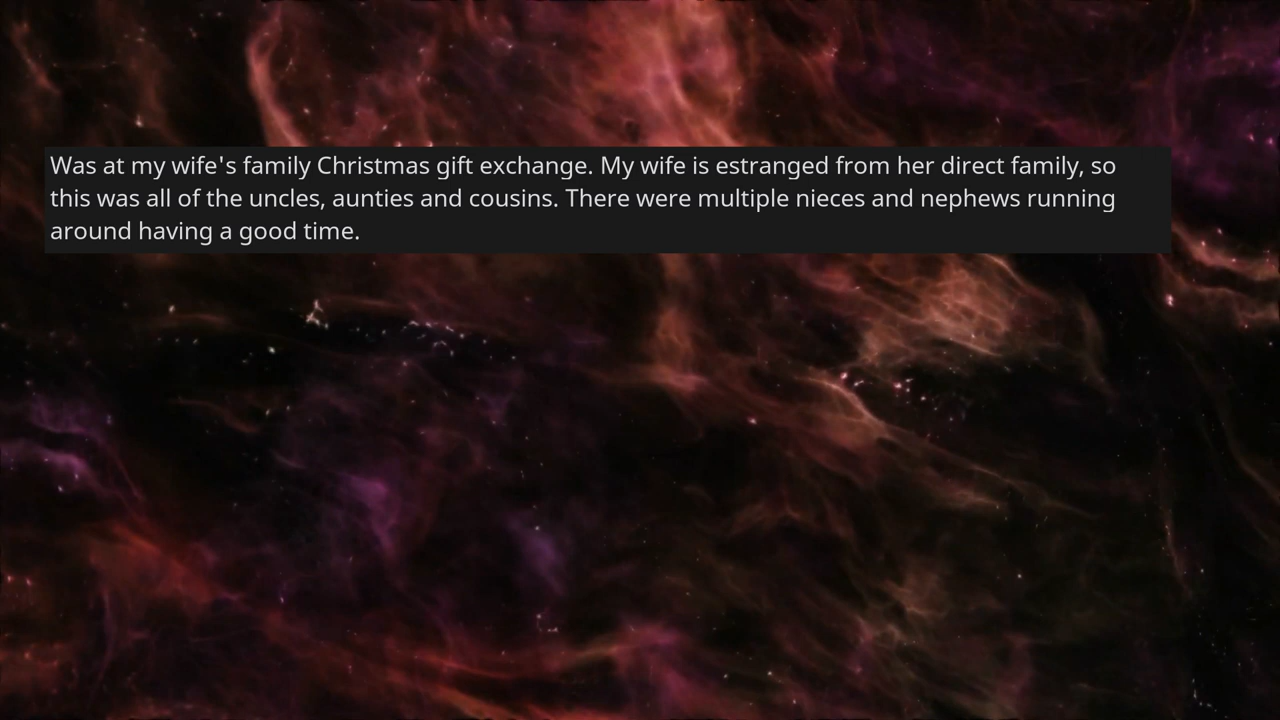 Was at my wife's family Christmas gift exchange. My wife is estranged from her direct family, so
this was all of the uncles, aunties and cousins. There were multiple nieces and nephews running
around having a good time.